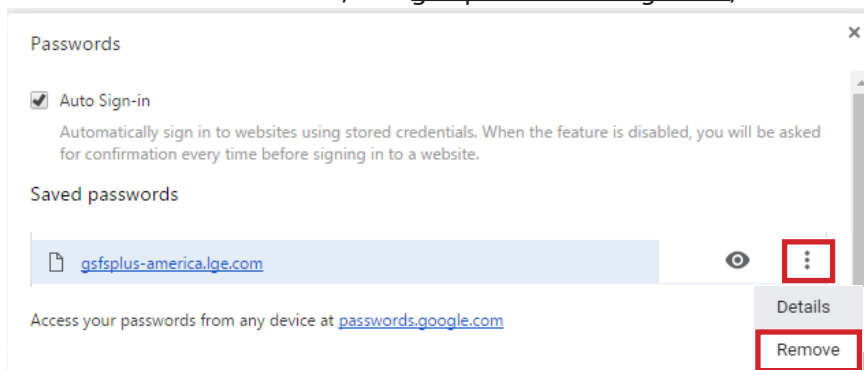 Passwords
Auto Sign-in
Automatically sign in to websites using stored credentials. When the feature is disabled, you will be asked
for confirmation every time before signing in to a website.
Saved passwords
gsfsplus-america.lge.com
Access your passwords from any device at passwords.google.com
Details
Remove